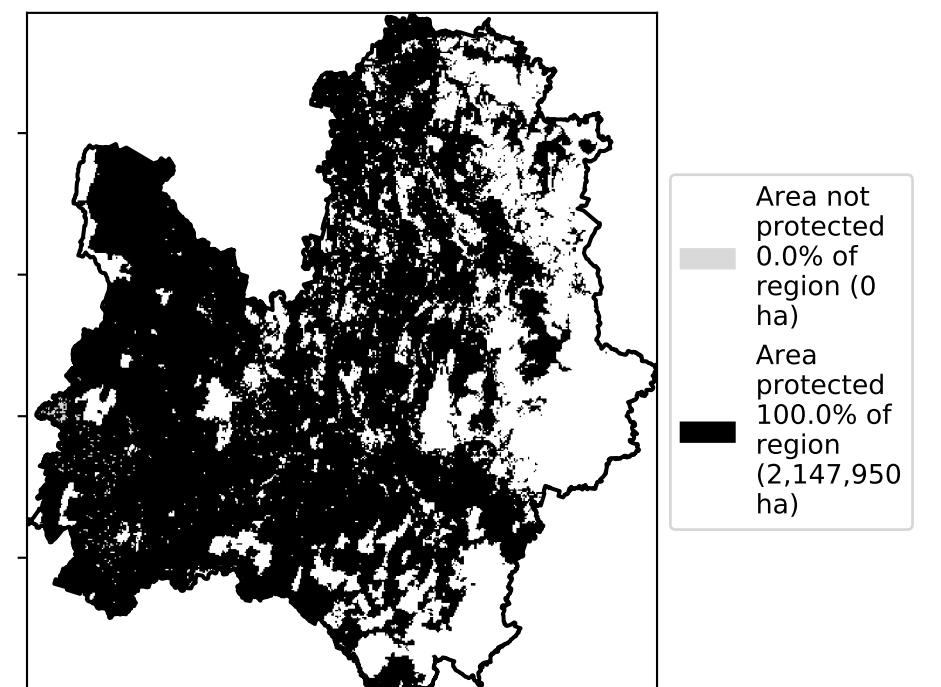 Area not
protected
0.0% of
region (0
ha)
Area
protected
100.0% of
region
(2,147,950
ha)